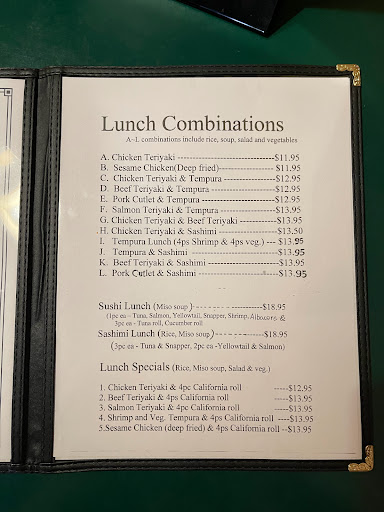 Lunch Combinations
A-L combinations include rice, soup, salad and vegetables
A. Chicken Teriyaki ---------------------------$11.95
B. Sesame Chicken(Deep fried)----------------------- $11.95
C. Chicken Teriyaki & Tempura ---------------$12.95
D. Beef Teriyaki & Tempura -------------------$12.95
E. Pork Cutlet & Tempura ----------------------$12.95
F. Salmon Teriyaki & Tempura ----------------$13.95
G. Chicken Teriyaki & Beef Teriyaki ----------$13.95
H. Chicken Teriyaki & Sashimi ----------------$13.50
I. Tempura Lunch (4ps Shrimp & 4ps veg.) --- $13.95
J. Tempura & Sashimi -------------------------$13.95
K. Beef Teriyaki & Sashimi --------------------$13.95
L. Pork Cutlet & Sashimi ----------------------$13.95
Sushi Lunch (Miso soup)-------------------$18.95
(1pc ea – Tuna, Salmon, Yellowtail, Snapper, Shrimp, Albacore &
3pc ea - Tuna roll, Cucumber roll
Sashimi Lunch (Rice, Miso soup)--------------$18.95
(3pc ea - Tuna & Snapper, 2pc ea -Yellowtail & Salmon)
Lunch Specials (Rice, Miso soup, Salad & veg.)
1. Chicken Teriyaki & 4pc California roll -----$12.95
2. Beef Teriyaki & 4ps California roll -----$13.95
3. Salmon Teriyaki & 4pc California roll ----$13.95
4. Shrimp and Veg. Tempura & 4ps California roll ----$13.95
5.Sesame Chicken (deep fried) & 4ps California roll --$13.95